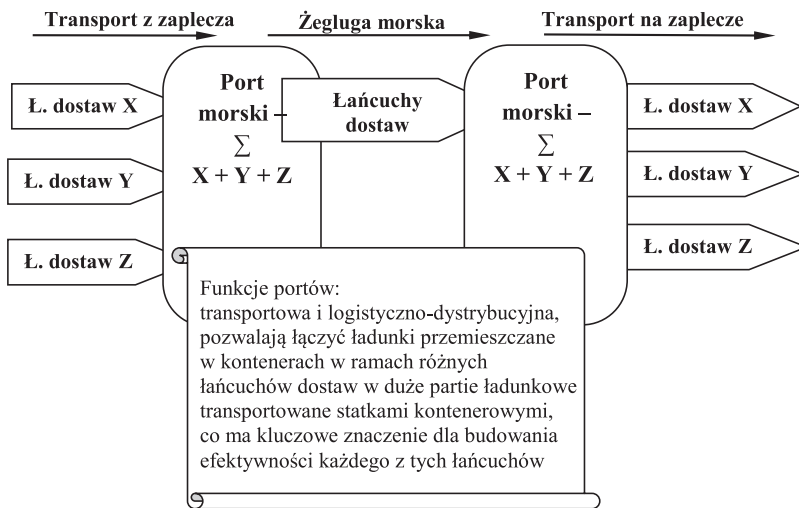 Transport z zaplecza
Żegluga morska
Transport na zaplecze
Ł. dostaw X
Ł. dostaw Y
Ł. dostaw Z
Port
morski –
∑
X + Y + Z
Łańcuchy
dostaw
Port
morski –
∑
X + Y + Z
Ł. dostaw X
Ł. dostaw Y
Ł. dostaw Z
Funkcje portów:
transportowa i logistyczno-dystrybucyjna,
pozwalają łączyć ładunki przemieszczane
w kontenerach w ramach różnych
łańcuchów dostaw w duże partie ładunkowe
transportowane statkami kontenerowymi,
co ma kluczowe znaczenie dla budowania
efektywności każdego z tych łańcuchów